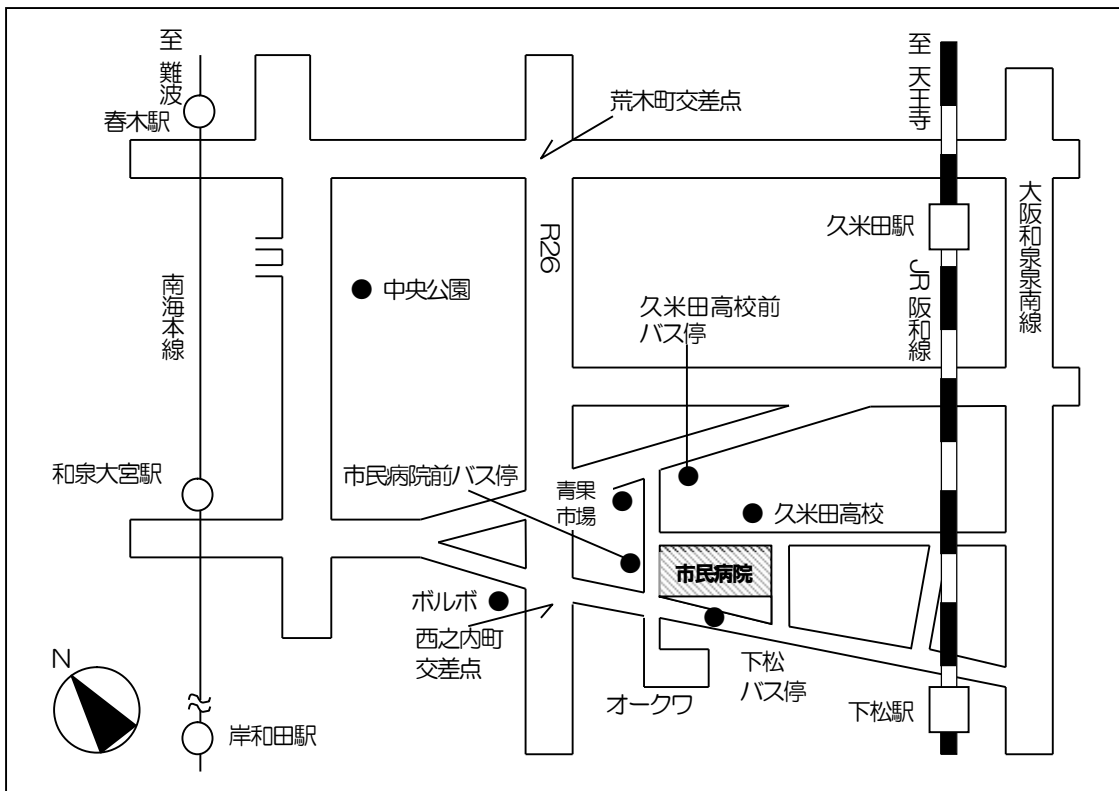 至 難波
春木駅
荒木町交差点
至 天王寺
久米田駅
大阪和泉泉南線
R26
南海本線
中央公園
JR阪和線
久米田高校前
バス停
和泉大宮駅
市民病院前バス停
青果
市場
久米田高校
市民病院
ボルボ
西之内町
交差点
下松
バス停
オークワ
下松駅
N
岸和田駅